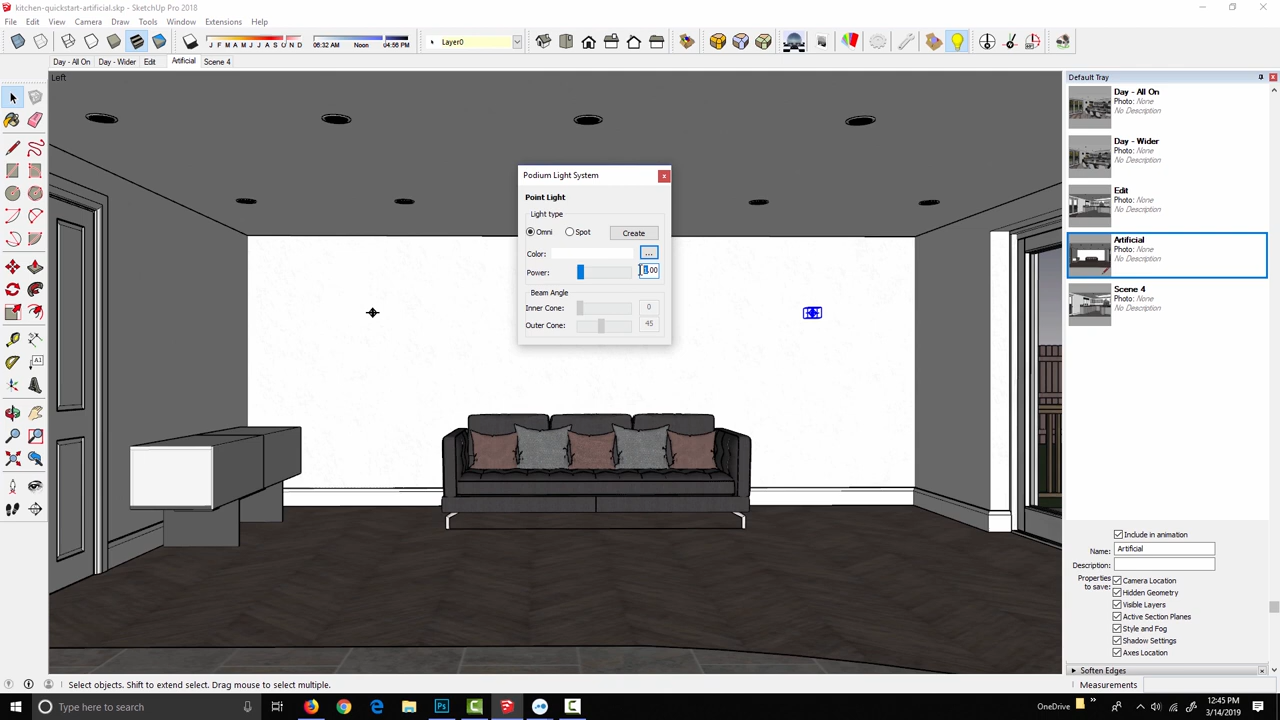 kitchen-quickstart-artificial.skp - SketchUp Pro 2018
File Edit View Camera Draw Tools Window Extensions Help
J F M A M J J A S O N D 06:32 AM Noon 04:56 PM Layer0
Day - All On Day - Wider Edit Artificial Scene 4
Left
Default Tray
Day - All On
Photo: None
No Description
Day - Wider
Photo: None
No Description
Edit
Photo: None
No Description
Artificial
Photo: None
No Description
Scene 4
Photo: None
No Description
Podium Light System
Point Light
Light type
Omni Spot Create
Color: ...
Power:
Beam Angle
Inner Cone: 0
Outer Cone: 45
Include in animation
Name: Artificial
Description:
Properties to save:
Camera Location
Hidden Geometry
Visible Layers
Active Section Planes
Style and Fog
Shadow Settings
Axes Location
Soften Edges
Select objects. Shift to extend select. Drag mouse to select multiple. Measurements
Type here to search
OneDrive
12:45 PM
3/14/2019